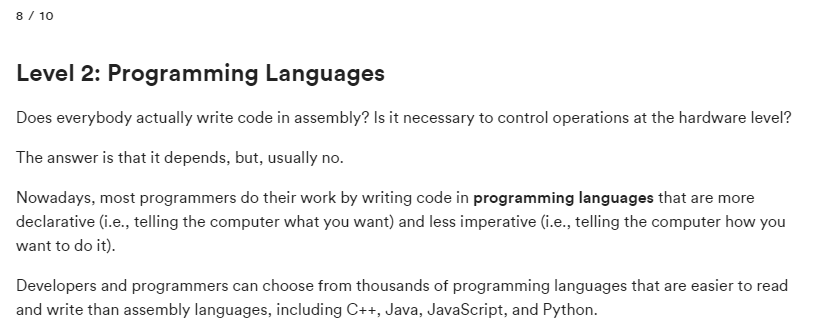 8 / 10
Level 2: Programming Languages
Does everybody actually write code in assembly? Is it necessary to control operations at the hardware level?
The answer is that it depends, but, usually no.
Nowadays, most programmers do their work by writing code in programming languages that are more
declarative (i.e., telling the computer what you want) and less imperative (i.e., telling the computer how you
want to do it).
Developers and programmers can choose from thousands of programming languages that are easier to read
and write than assembly languages, including C++, Java, JavaScript, and Python.